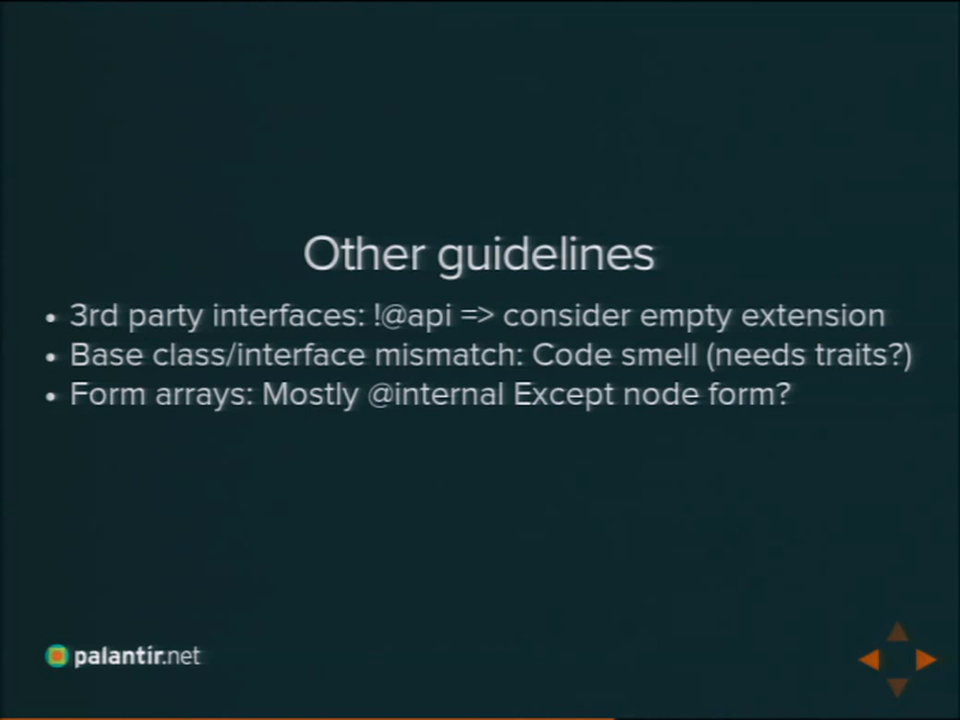 Other guidelines
• 3rd party interfaces: !@api => consider empty extension
• Base class/interface mismatch: Code smell (needs traits?)
• Form arrays: Mostly @internal Except node form?
palantir.net